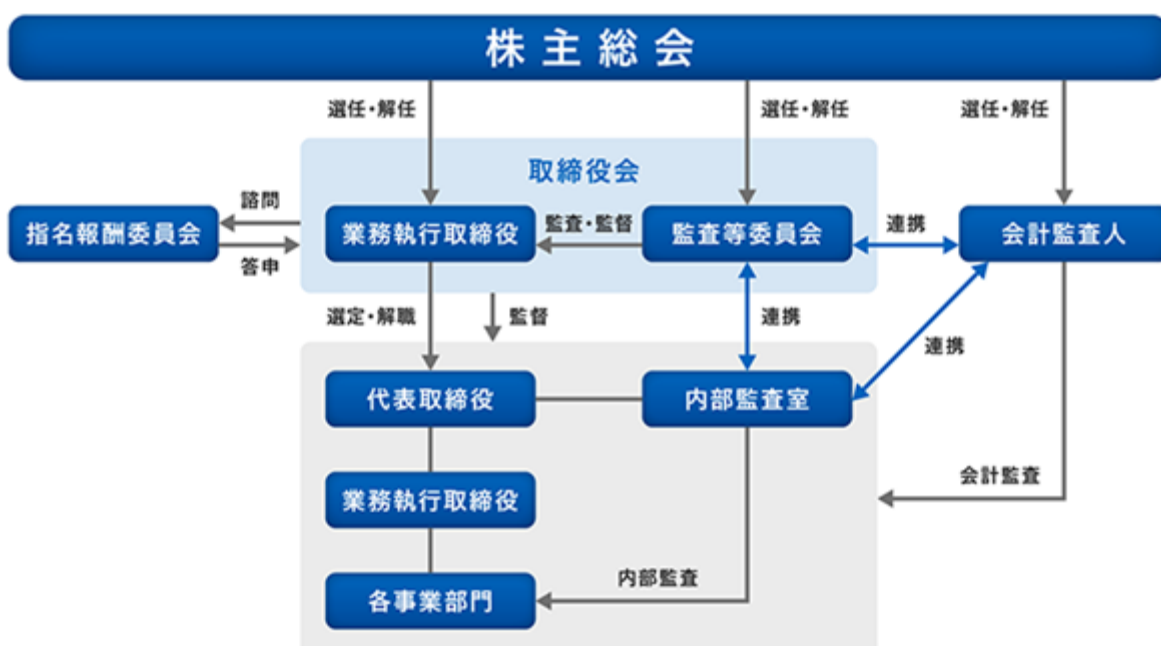 株主総会
選任・解任
選任・解任
選任・解任
取締役会
諮問
指名報酬委員会
答申
業務執行取締役
監査・監督
監査等委員会
連携
会計監査人
選定・解職
監督
連携
連携
代表取締役
内部監査室
業務執行取締役
会計監査
各事業部門
内部監査